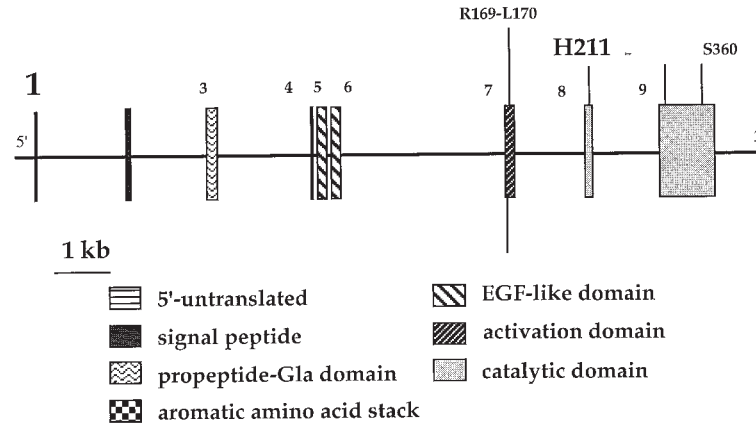 R169-L170
H211
S360
1
3
4
5
6
7
8
9
5'
1 kb
5'-untranslated
signal peptide
propeptide-Gla domain
aromatic amino acid stack
EGF-like domain
activation domain
catalytic domain